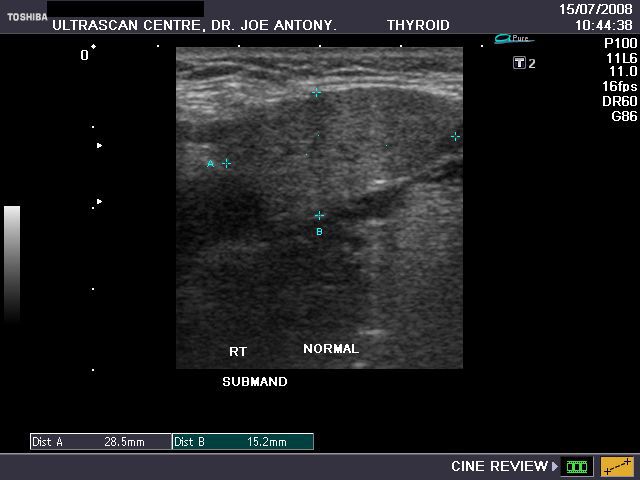 TOSHIBA
15/07/2008
ULTRASCAN CENTRE, DR. JOE ANTONY. THYROID
10:44:38
0
Pure
T 2
P100
11L6
11.0
16fps
DR60
G86
A
B
RT NORMAL
SUBMAND
Dist A 28.5mm Dist B 15.2mm
CINE REVIEW